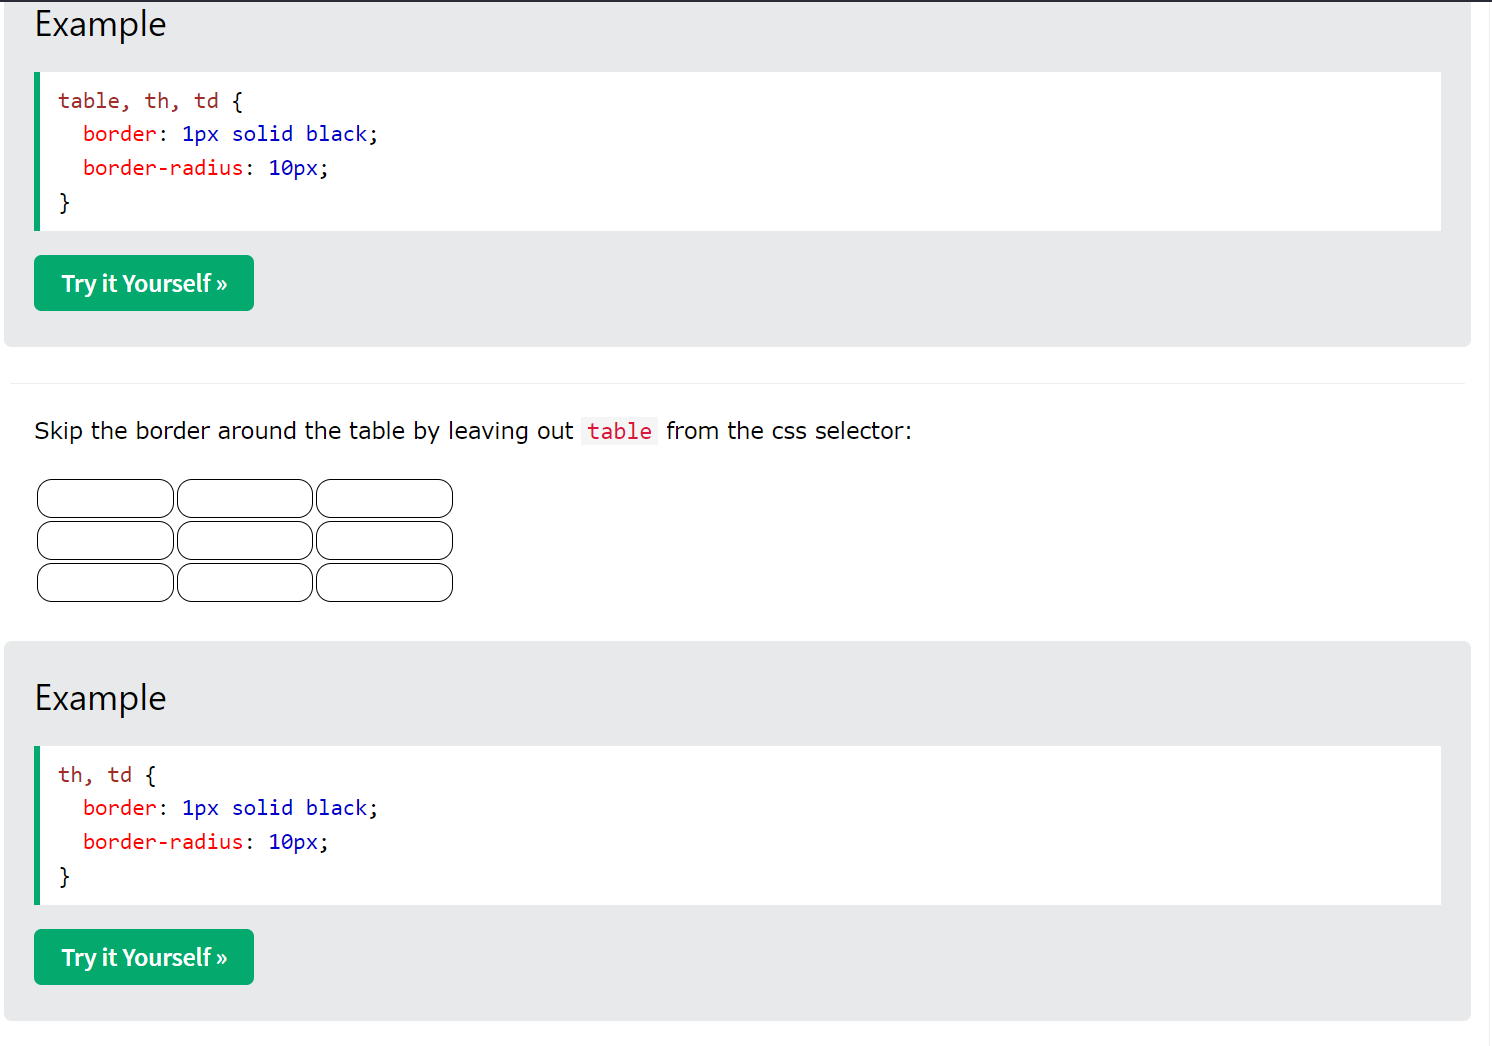 Example
table, th, td {
  border: 1px solid black;
  border-radius: 10px;
}
Try it Yourself »
Skip the border around the table by leaving out table from the css selector:
Example
th, td {
  border: 1px solid black;
  border-radius: 10px;
}
Try it Yourself »